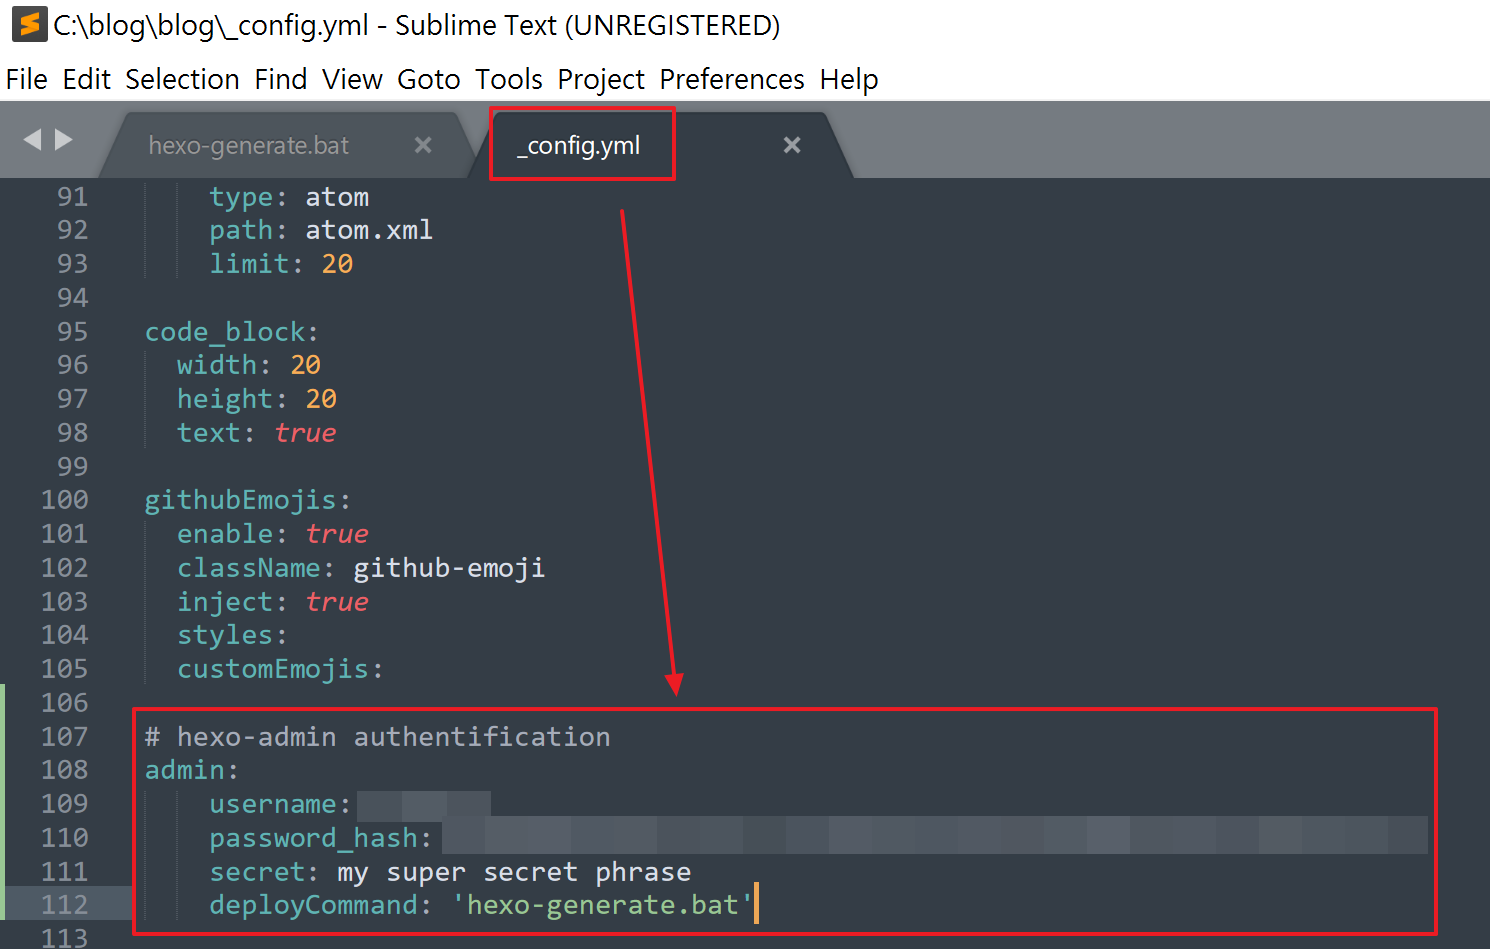 C:\blog\blog\_config.yml - Sublime Text (UNREGISTERED)
File Edit Selection Find View Goto Tools Project Preferences Help
hexo-generate.bat _config.yml
91 type: atom
92 path: atom.xml
93 limit: 20
94
95 code_block:
96 width: 20
97 height: 20
98 text: true
99
100 githubEmojis:
101 enable: true
102 className: github-emoji
103 inject: true
104 styles:
105 customEmojis:
106
107 # hexo-admin authentification
108 admin:
109 username:
110 password_hash:
111 secret: my super secret phrase
112 deployCommand: 'hexo-generate.bat'
113